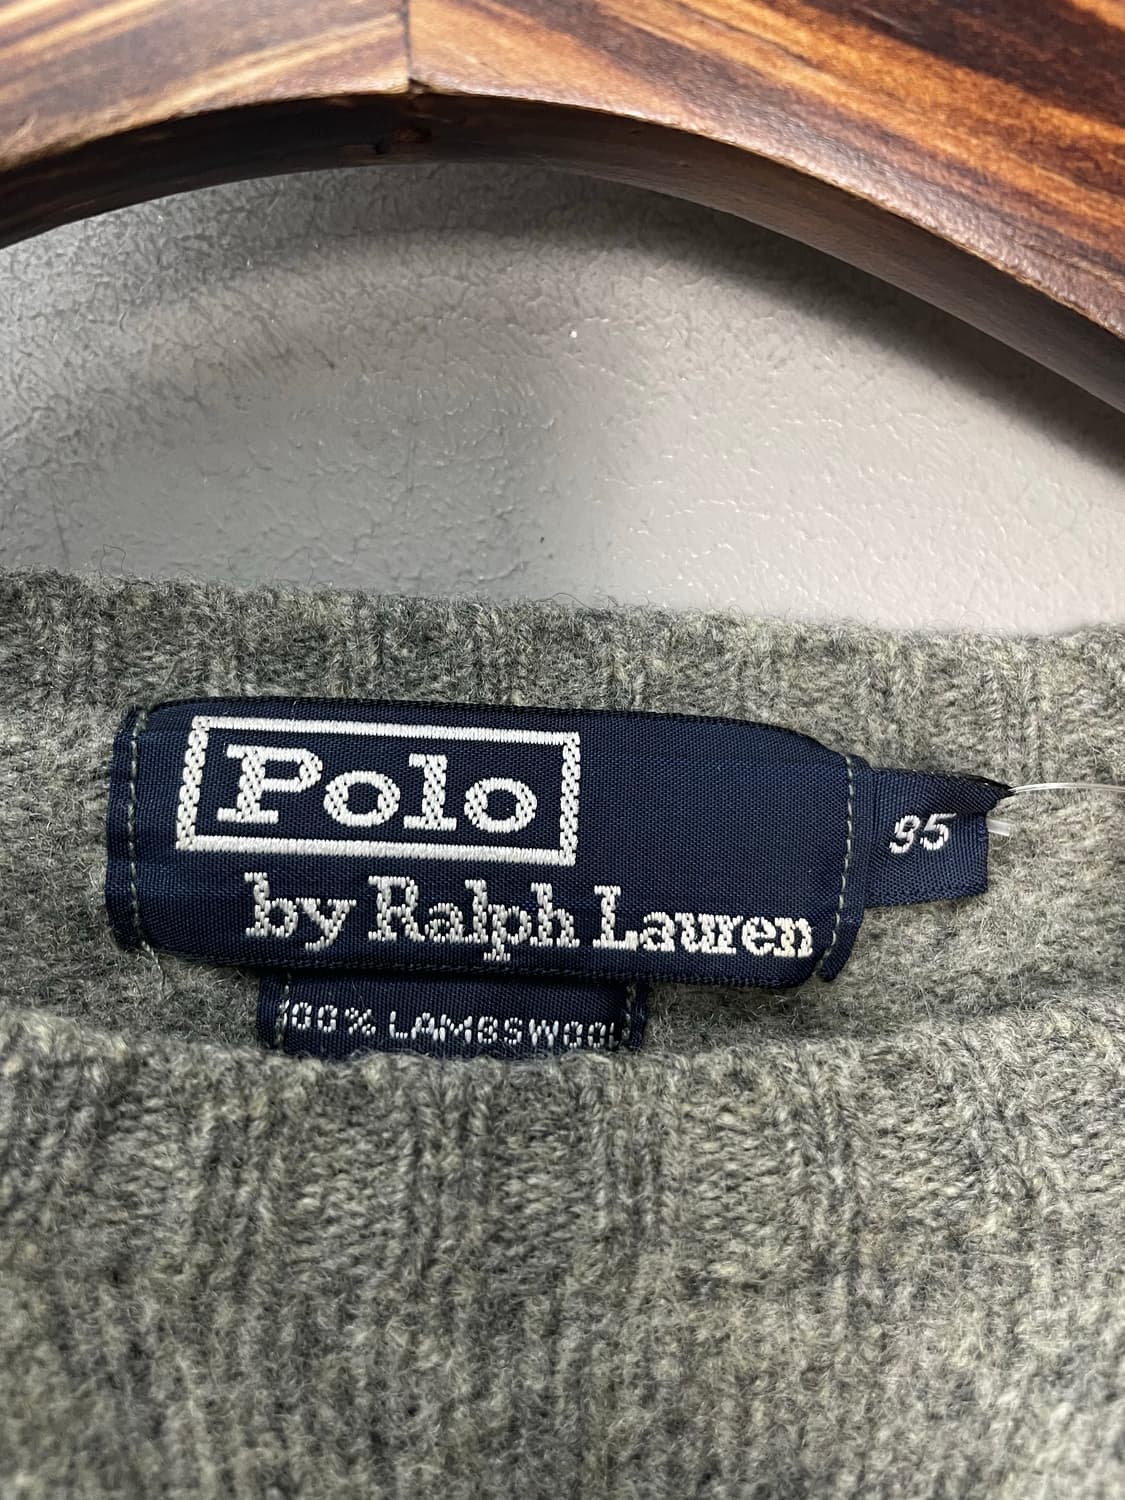 Polo
by Ralph Lauren
95
100% LAMBSWOOL